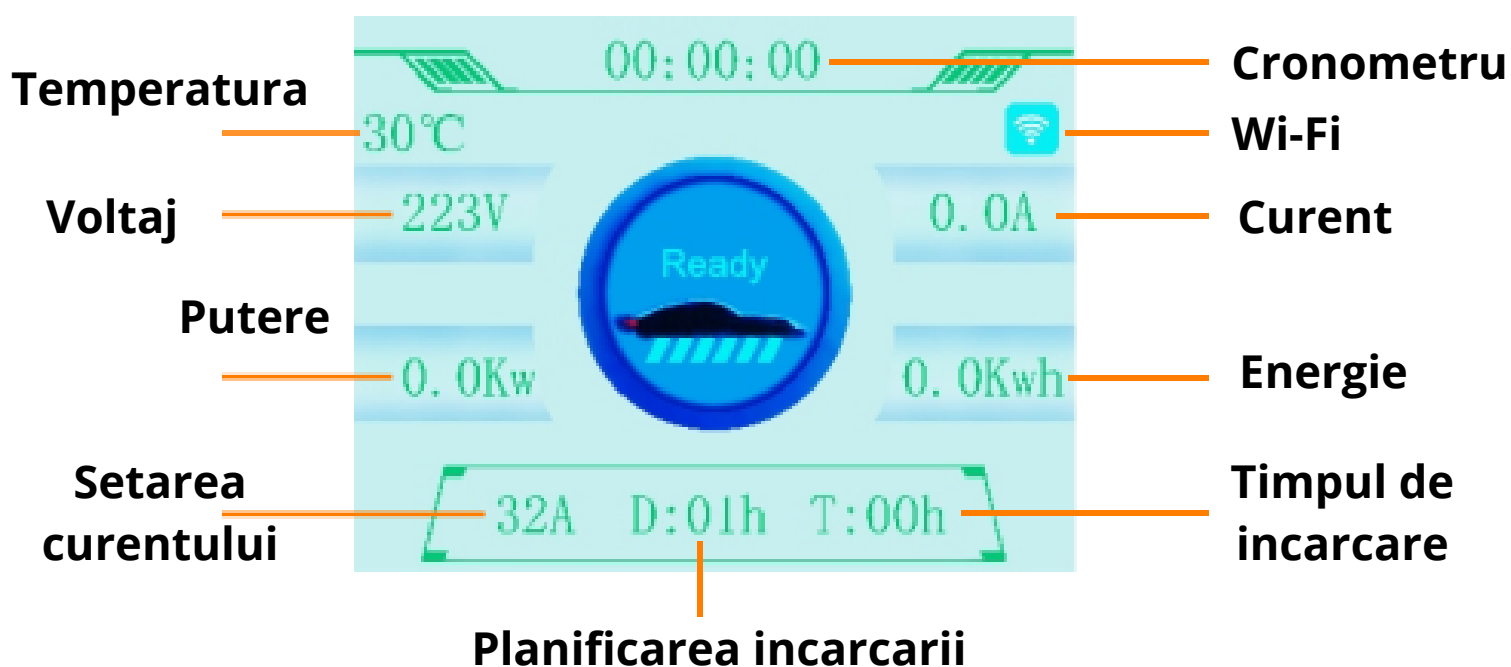 00:00:00
Cronometru
Temperatura
30℃
Wi-Fi
Voltaj
223V
0.0A
Curent
Ready
Putere
0.0Kw
0.0Kwh
Energie
Setarea
curentului
32A D:01h T:00h
Timpul de
incarcare
Planificarea incarcarii